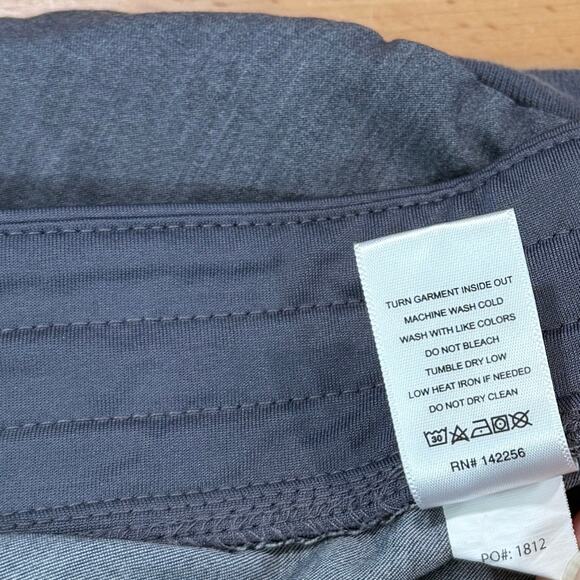 TURN GARMENT INSIDE OUT
MACHINE WASH COLD
WASH WITH LIKE COLORS
DO NOT BLEACH
TUMBLE DRY LOW
LOW HEAT IRON IF NEEDED
DO NOT DRY CLEAN
30
RN# 142256
PO#: 1812